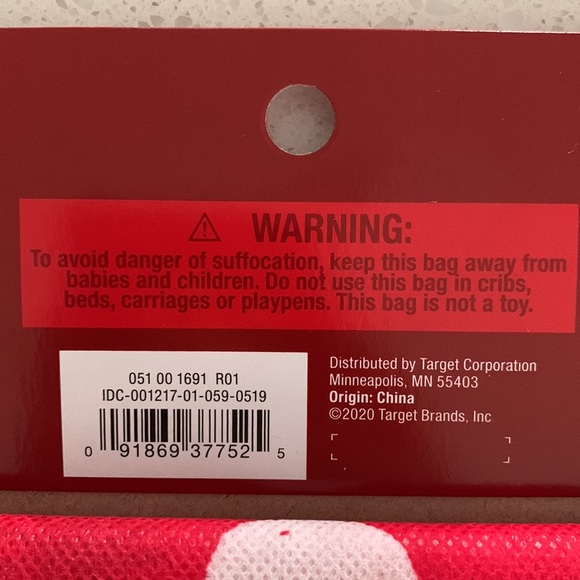 ⚠ WARNING:
To avoid danger of suffocation, keep this bag away from
babies and children. Do not use this bag in cribs,
beds, carriages or playpens. This bag is not a toy.
051 00 1691 R01
IDC-001217-01-059-0519
0 91869 37752 5
Distributed by Target Corporation
Minneapolis, MN 55403
Origin: China
©2020 Target Brands, Inc